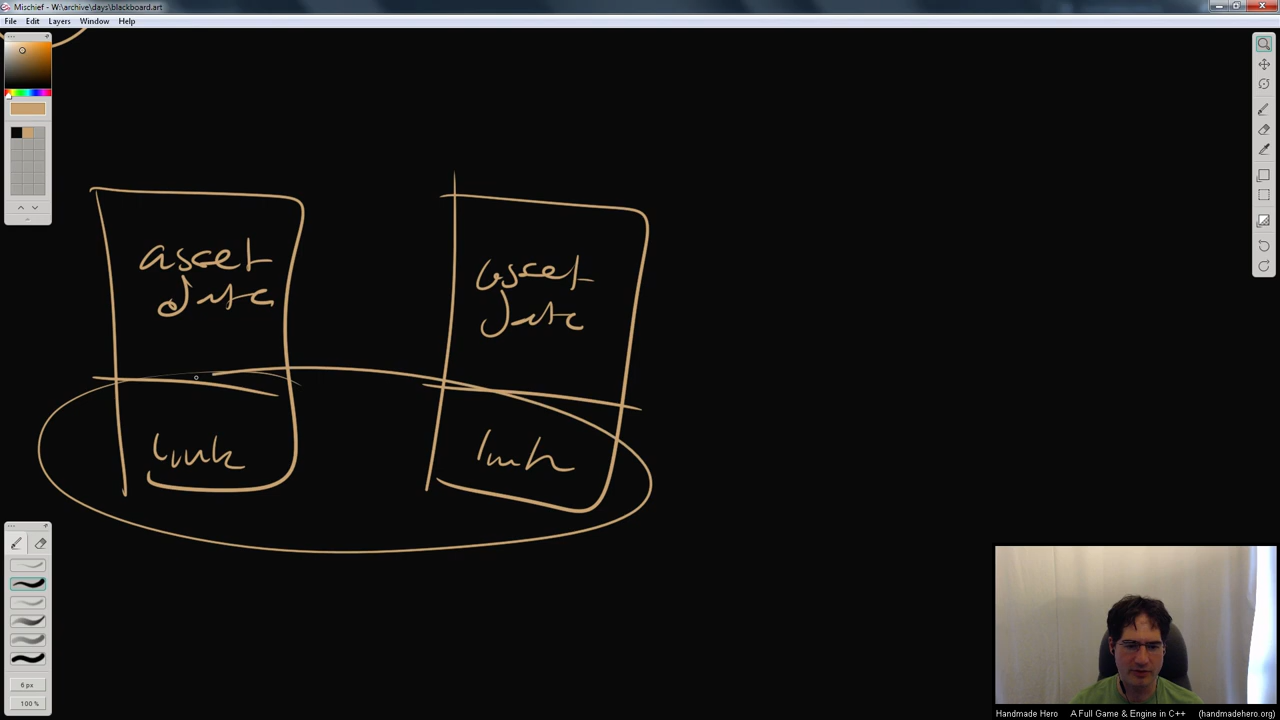 Mischief - W:\archive\days\blackboard.art
File Edit Layers Window Help
asset
data
asset
data
link
link
6 px
100 %
Handmade Hero A Full Game & Engine in C++ (handmadehero.org)